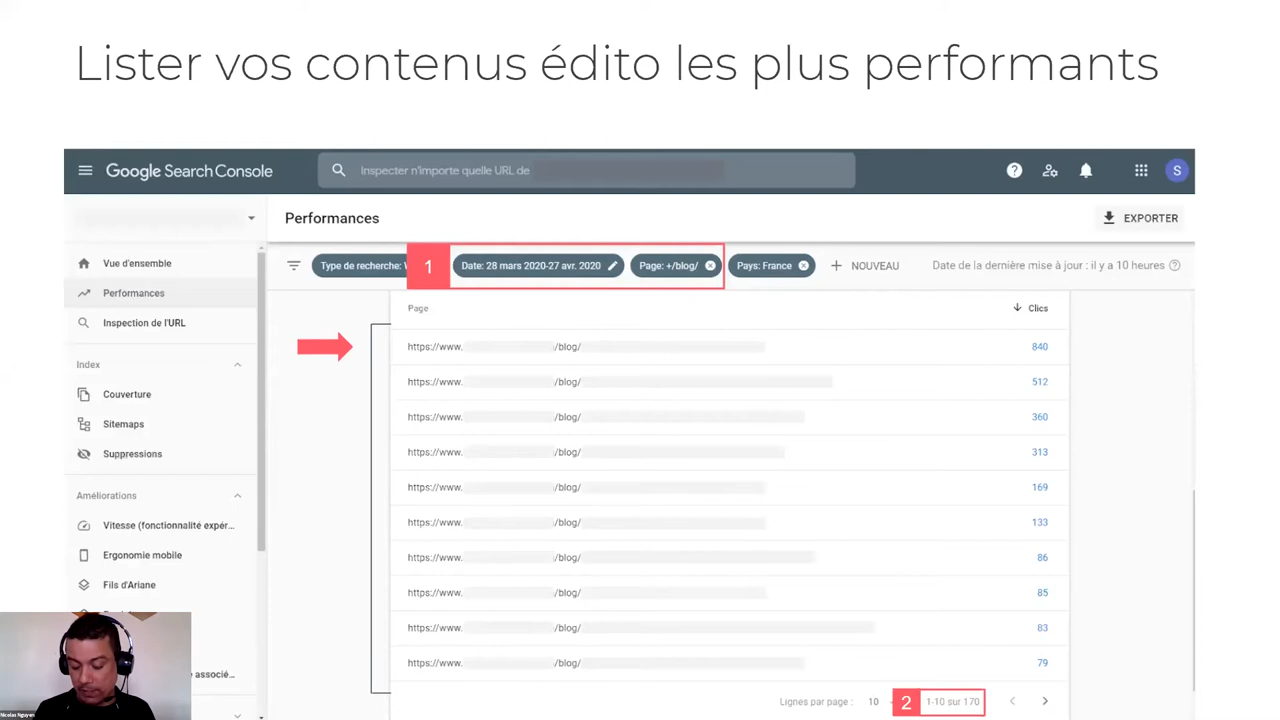 Lister vos contenus édito les plus performants
Google Search Console
Inspecter n'importe quelle URL de
S
Performances
EXPORTER
Vue d'ensemble
Performances
Inspection de l'URL
Index
Couverture
Sitemaps
Suppressions
Améliorations
Vitesse (fonctionnalité expér...
Ergonomie mobile
Fils d'Ariane
e associé...
Type de recherche: W
1
Date: 28 mars 2020-27 avr. 2020
Page: +/blog/
Pays: France
NOUVEAU
Date de la dernière mise à jour : il y a 10 heures
Page
Clics
https://www. /blog/ 840
https://www. /blog/ 512
https://www. /blog/ 360
https://www. /blog/ 313
https://www. /blog/ 169
https://www. /blog/ 133
https://www. /blog/ 86
https://www. /blog/ 85
https://www. /blog/ 83
https://www. /blog/ 79
Lignes par page : 10
2
1-10 sur 170
Nicolas Nguyen